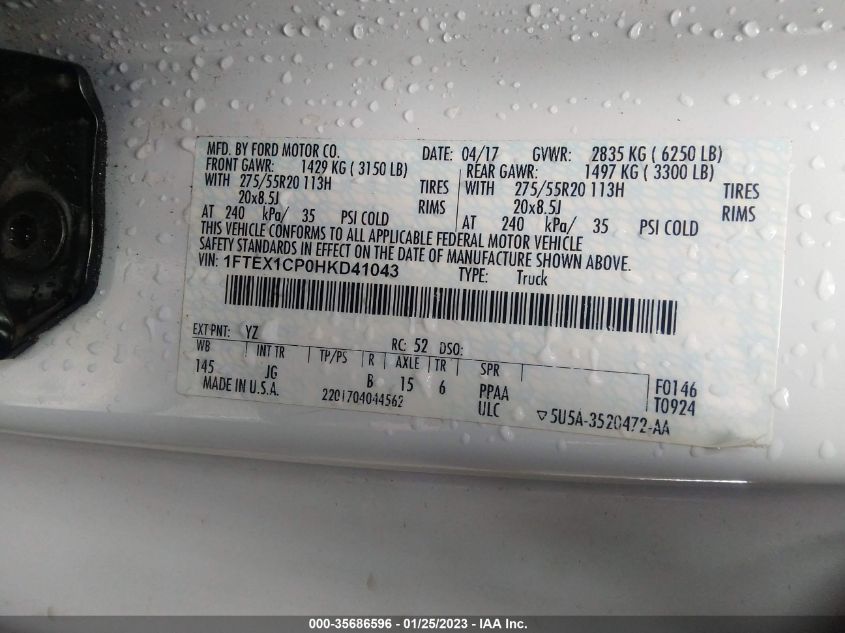 MFD. BY FORD MOTOR CO. DATE: 04/17 GVWR: 2835 KG ( 6250 LB)
FRONT GAWR: 1429 KG ( 3150 LB) REAR GAWR: 1497 KG ( 3300 LB)
WITH 275/55R20 113H TIRES WITH 275/55R20 113H TIRES
20x8.5J RIMS 20x8.5J RIMS
AT 240 kPa/ 35 PSI COLD AT 240 kPa/ 35 PSI COLD
THIS VEHICLE CONFORMS TO ALL APPLICABLE FEDERAL MOTOR VEHICLE
SAFETY STANDARDS IN EFFECT ON THE DATE OF MANUFACTURE SHOWN ABOVE.
VIN: 1FTEX1CP0HKD41043 TYPE: Truck
EXT PNT: YZ RC: 52 DSO:
WB INT TR TP/PS R AXLE TR SPR
145 JG B 15 6 PPAA F0146
MADE IN U.S.A. 2201704044562 ULC T0924
▽5U5A-3520472-AA
000-35686596 - 01/25/2023 - IAA Inc.